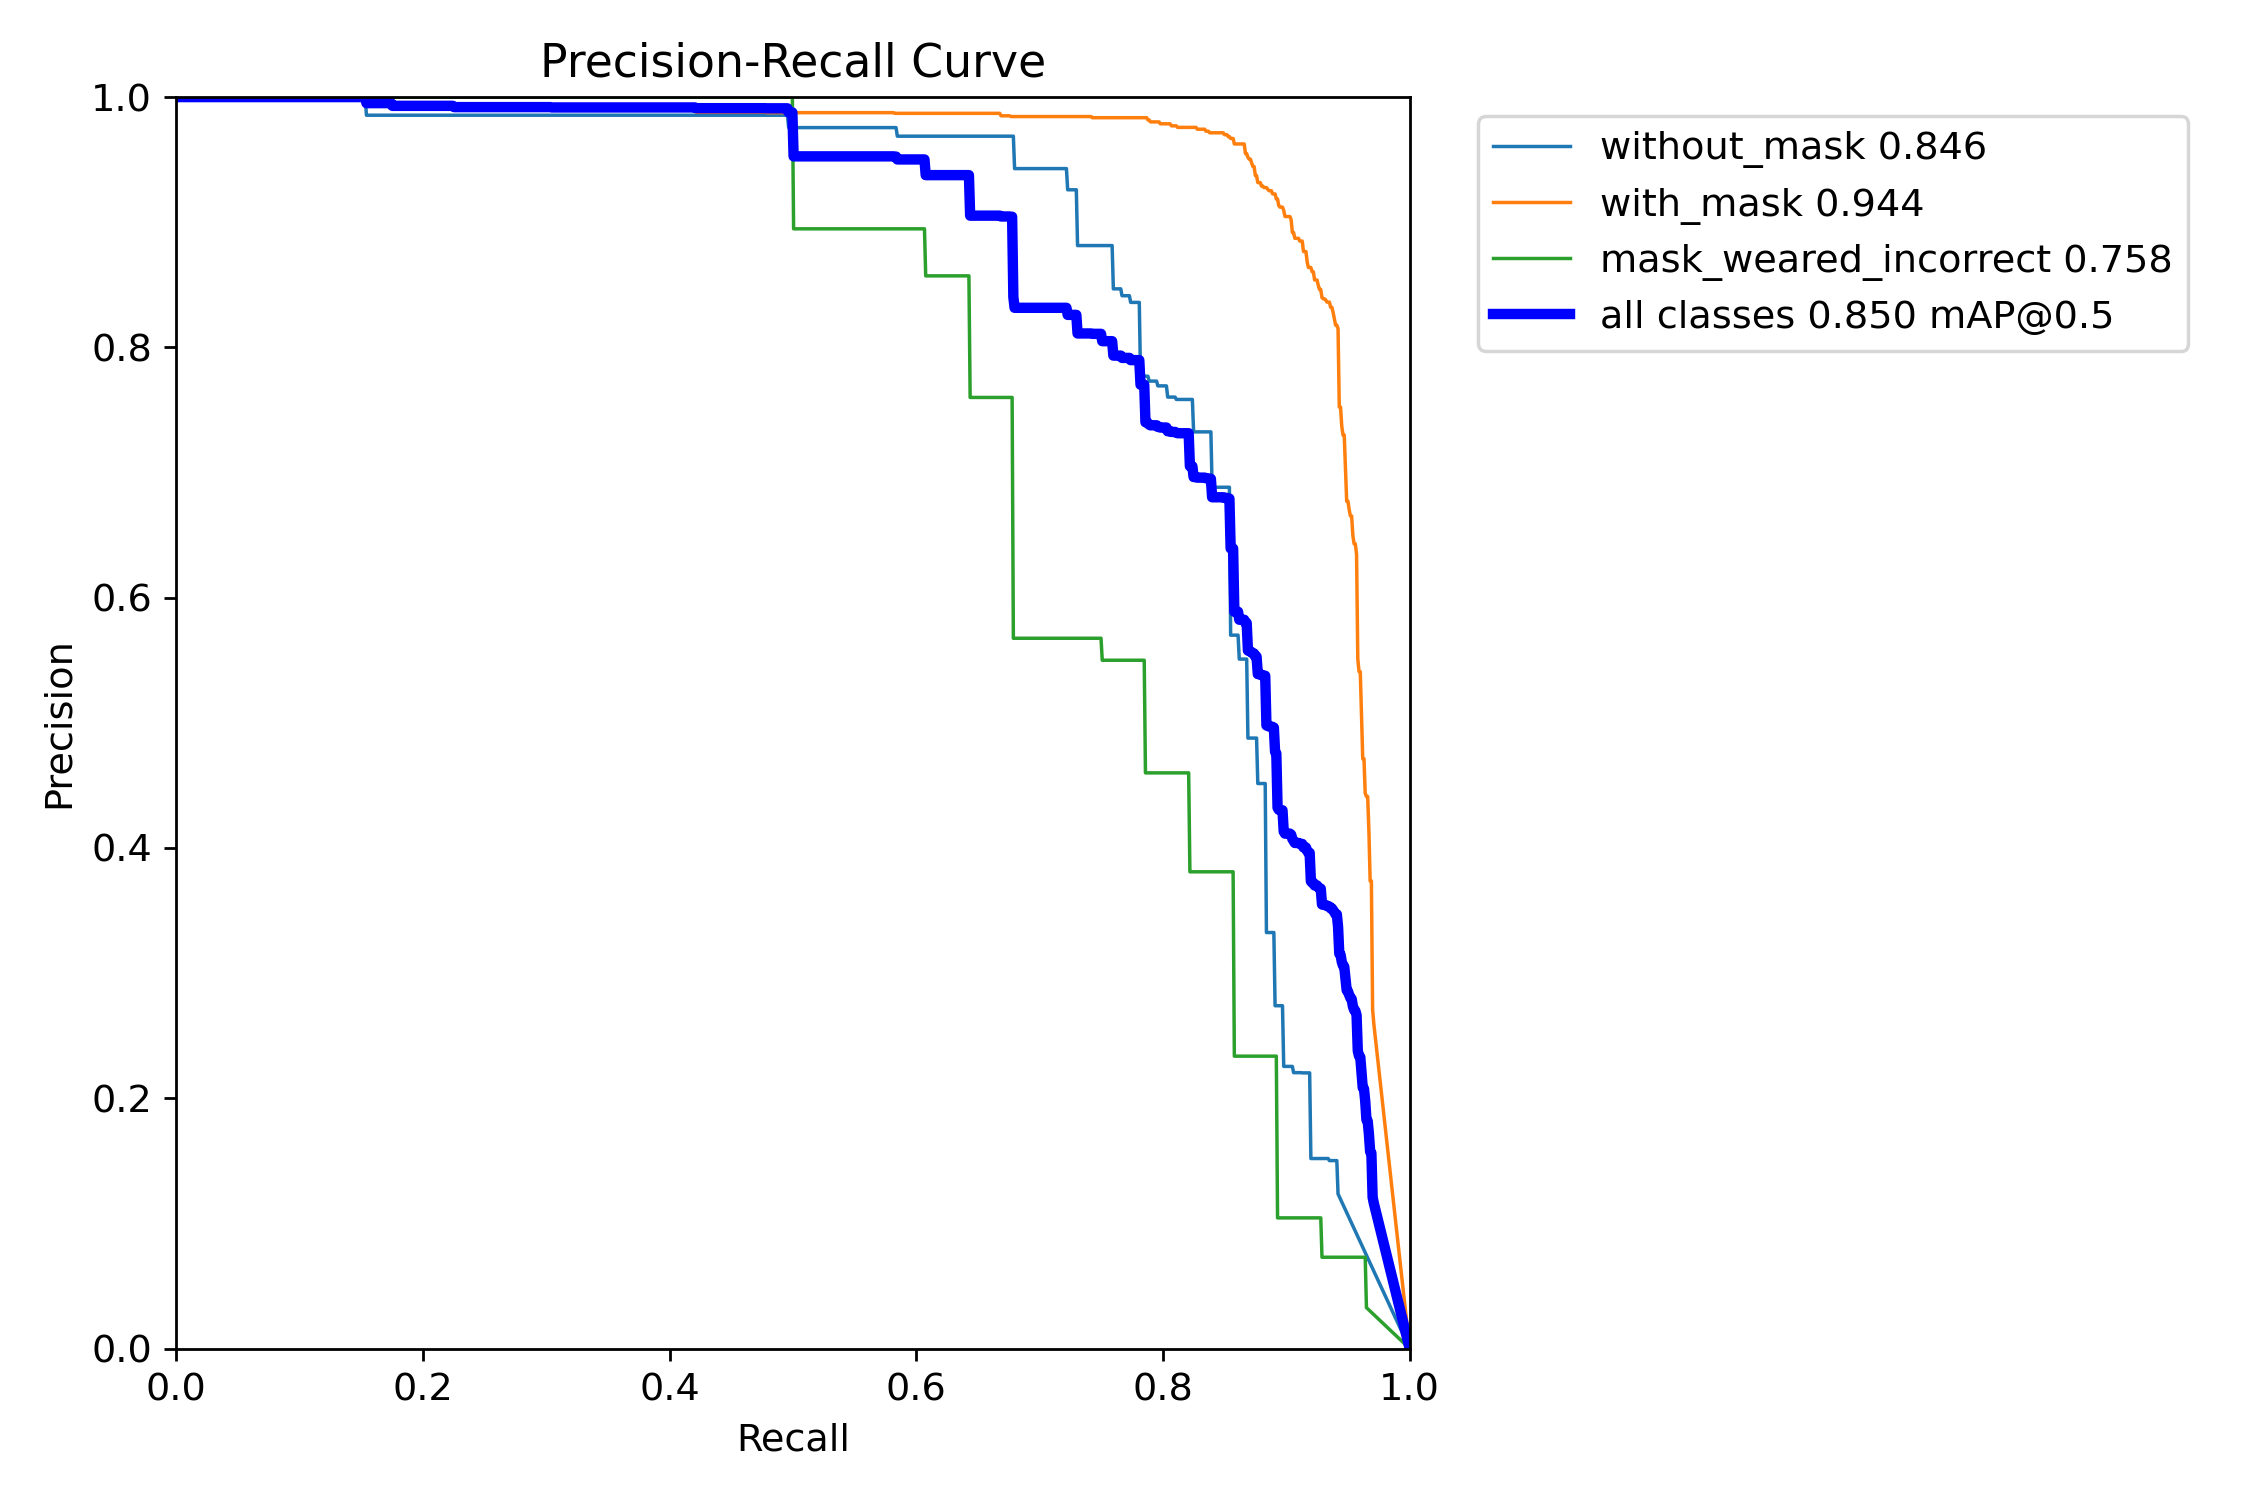 Precision-Recall Curve
1.0
0.8
0.6
0.4
0.2
0.0
Precision
0.0 0.2 0.4 0.6 0.8 1.0
Recall
without_mask 0.846
with_mask 0.944
mask_weared_incorrect 0.758
all classes 0.850 mAP@0.5